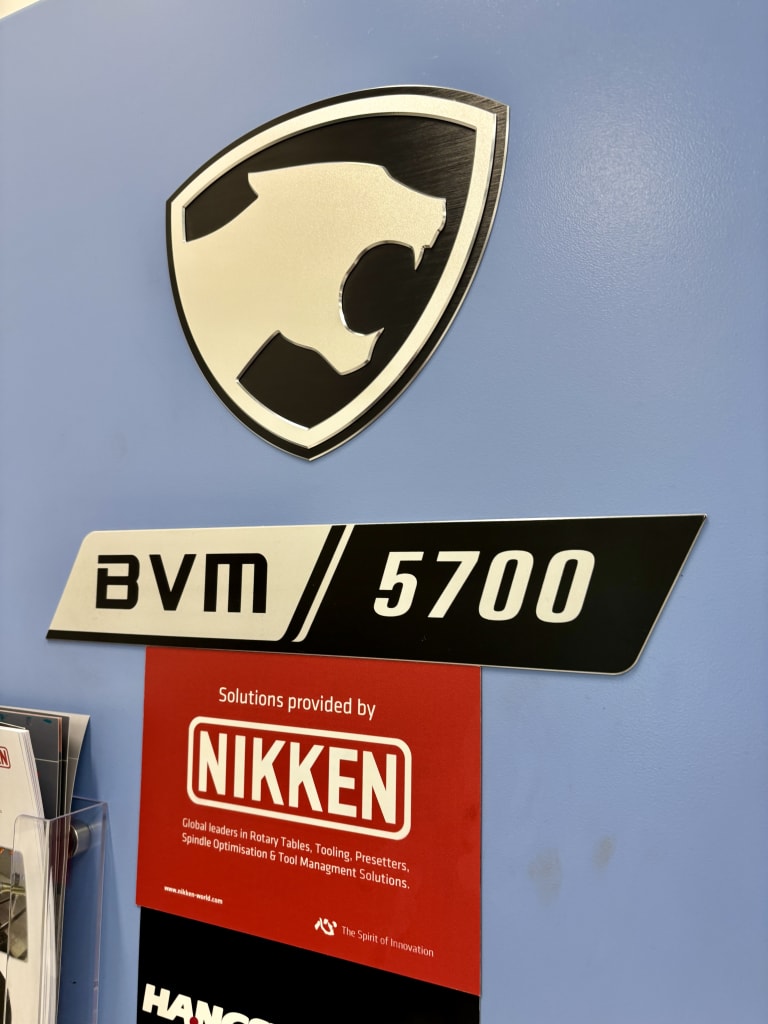 BVM 5700
Solutions provided by
NIKKEN
Global leaders in Rotary Tables, Tooling, Presetters,
Spindle Optimisation & Tool Managment Solutions.
www.nikken-world.com
The Spirit of Innovation